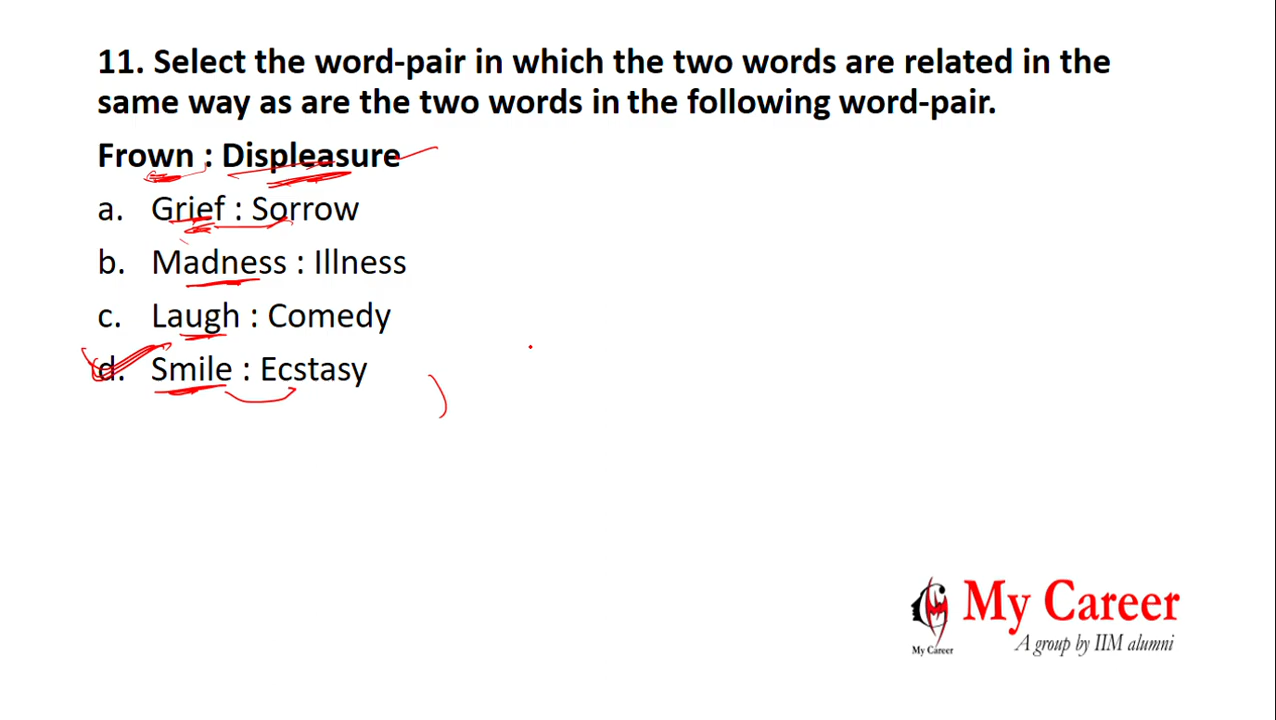 11. Select the word-pair in which the two words are related in the
same way as are the two words in the following word-pair.
Frown : Displeasure
a. Grief : Sorrow
b. Madness : Illness
c. Laugh : Comedy
d. Smile : Ecstasy
My Career
A group by IIM alumni
My Career